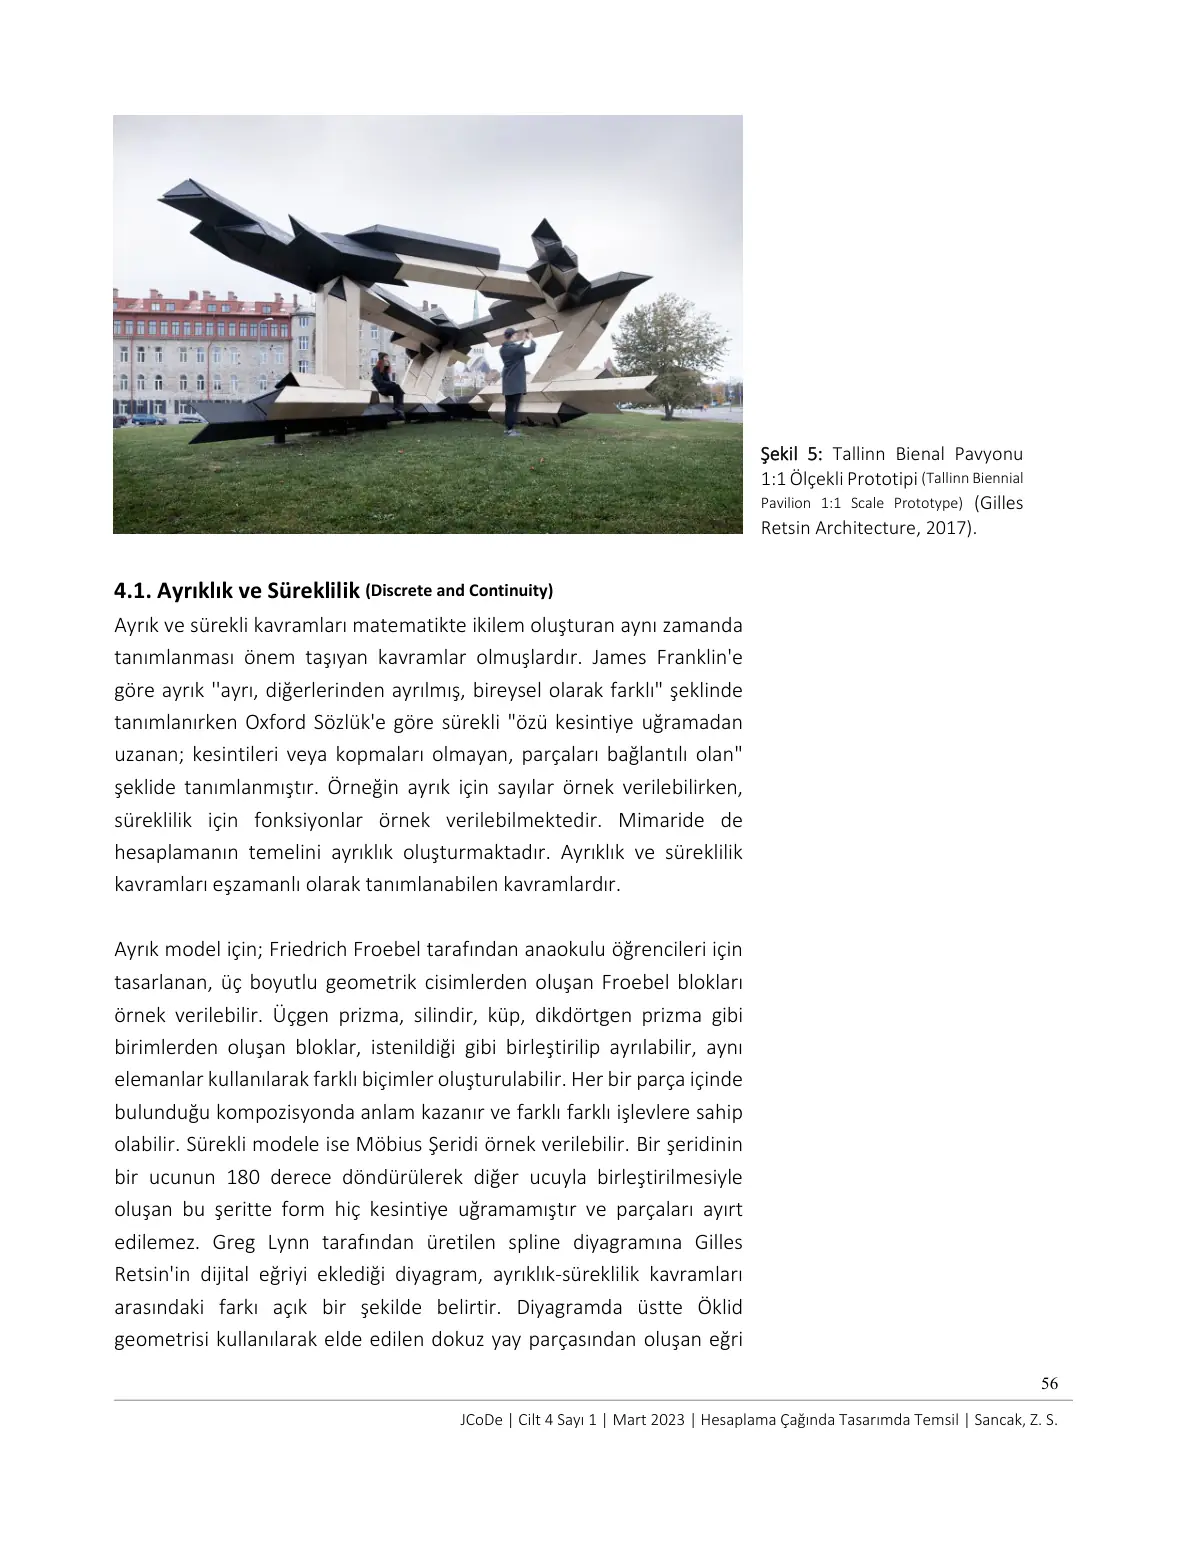 Şekil 5: Tallinn Bienal Pavyonu
1:1 Ölçekli Prototipi (Tallinn Biennial
Pavilion 1:1 Scale Prototype) (Gilles
Retsin Architecture, 2017).
4.1. Ayrıklık ve Süreklilik (Discrete and Continuity)
Ayrık ve sürekli kavramları matematikte ikilem oluşturan aynı zamanda
tanımlanması önem taşıyan kavramlar olmuşlardır. James Franklin'e
göre ayrık "ayrı, diğerlerinden ayrılmış, bireysel olarak farklı" şeklinde
tanımlanırken Oxford Sözlük'e göre sürekli "özü kesintiye uğramadan
uzanan; kesintileri veya kopmaları olmayan, parçaları bağlantılı olan"
şeklide tanımlanmıştır. Örneğin ayrık için sayılar örnek verilebilirken,
süreklilik için fonksiyonlar örnek verilebilmektedir. Mimaride de
hesaplamanın temelini ayrıklık oluşturmaktadır. Ayrıklık ve süreklilik
kavramları eşzamanlı olarak tanımlanabilen kavramlardır.
Ayrık model için; Friedrich Froebel tarafından anaokulu öğrencileri için
tasarlanan, üç boyutlu geometrik cisimlerden oluşan Froebel blokları
örnek verilebilir. Üçgen prizma, silindir, küp, dikdörtgen prizma gibi
birimlerden oluşan bloklar, istenildiği gibi birleştirilip ayrılabilir, aynı
elemanlar kullanılarak farklı biçimler oluşturulabilir. Her bir parça içinde
bulunduğu kompozisyonda anlam kazanır ve farklı farklı işlevlere sahip
olabilir. Sürekli modele ise Möbius Şeridi örnek verilebilir. Bir şeridinin
bir ucunun 180 derece döndürülerek diğer ucuyla birleştirilmesiyle
oluşan bu şeritte form hiç kesintiye uğramamıştır ve parçaları ayırt
edilemez. Greg Lynn tarafından üretilen spline diyagramına Gilles
Retsin'in dijital eğriyi eklediği diyagram, ayrıklık-süreklilik kavramları
arasındaki farkı açık bir şekilde belirtir. Diyagramda üstte Öklid
geometrisi kullanılarak elde edilen dokuz yay parçasından oluşan eğri
56
JCoDe | Cilt 4 Sayı 1 | Mart 2023 | Hesaplama Çağında Tasarımda Temsil | Sancak, Z. S.